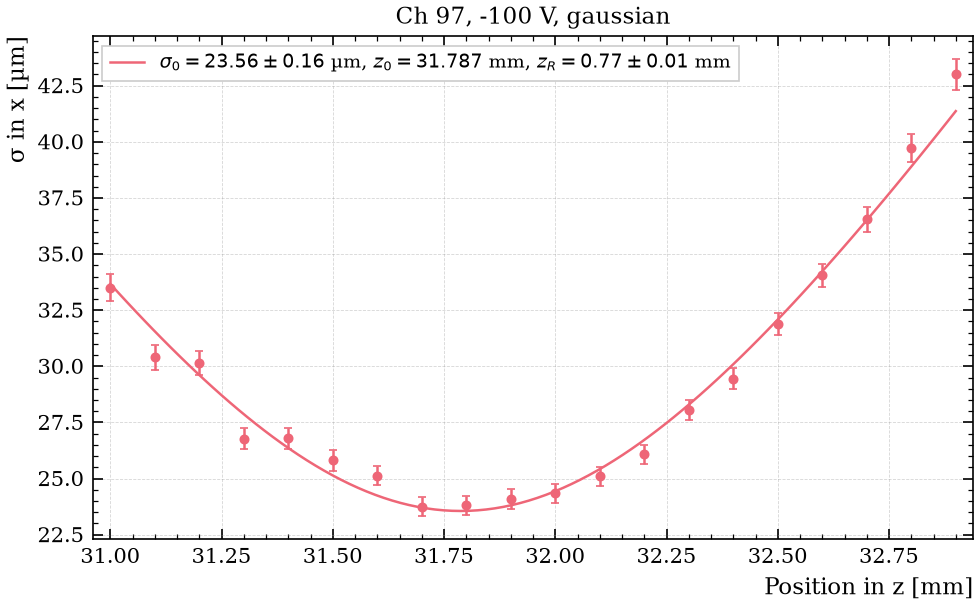 Ch 97, -100 V, gaussian
σ₀ = 23.56 ± 0.16 µm, z₀ = 31.787 mm, z_R = 0.77 ± 0.01 mm
σ in x [µm]
42.5
40.0
37.5
35.0
32.5
30.0
27.5
25.0
22.5
31.00 31.25 31.50 31.75 32.00 32.25 32.50 32.75
Position in z [mm]